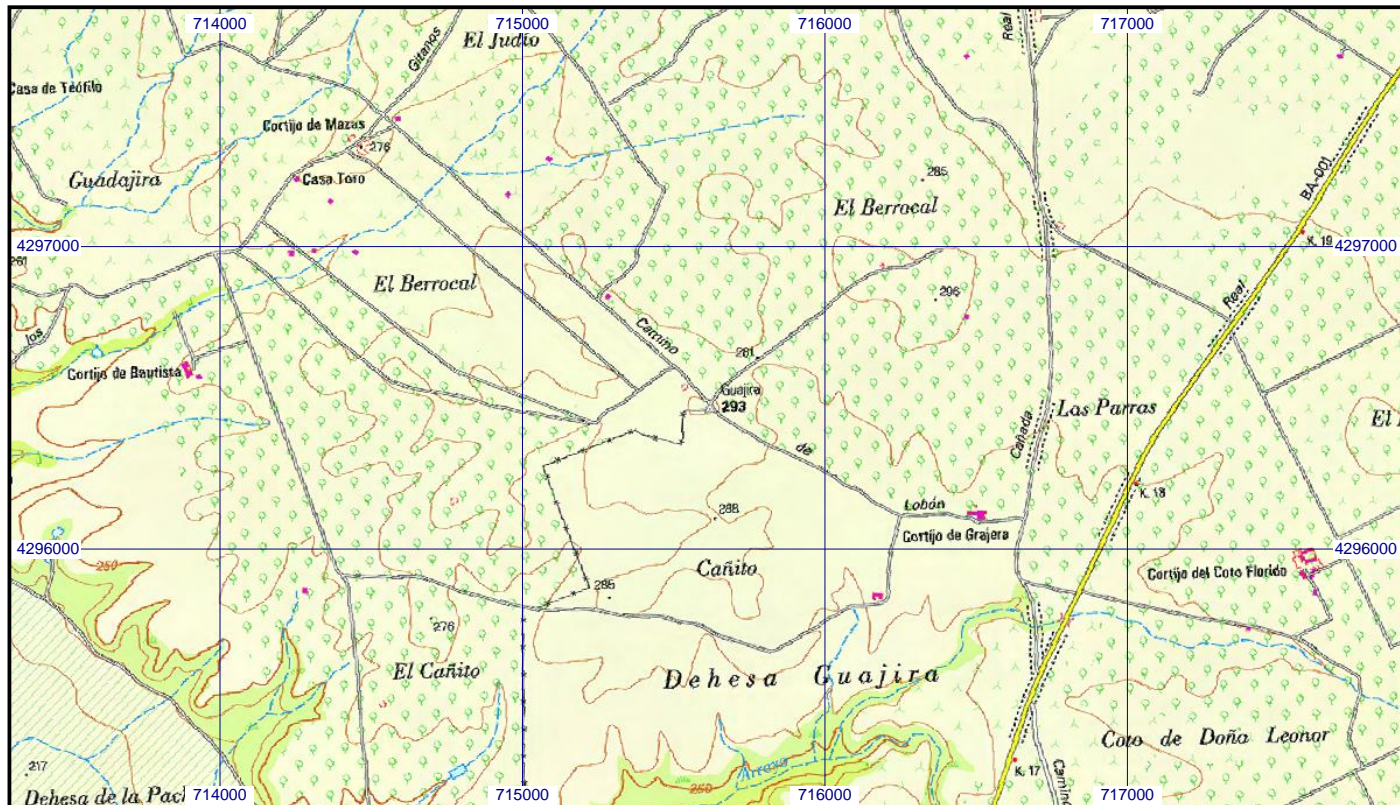 714000
715000
716000
717000
El Judío
Gitanos
Real
Casa de Teófilo
Cortijo de Mazas
276
Casa Toro
Guadajira
285
El Berrocal
BA-001
4297000
K. 19
4297000
El Berrocal
296
Real
los
Camino
281
Cortijo de Bautista
Guajira
293
Cañada
Las Parras
de
K. 18
288
Lobón
Cortijo de Grajera
4296000
4296000
250
Cañito
Cortijo del Coto Florido
285
276
El Cañito
Dehesa Guajira
Coto de Doña Leonor
217
Arroyo
K. 17
250
Camino
Dehesa de la
714000
715000
716000
717000